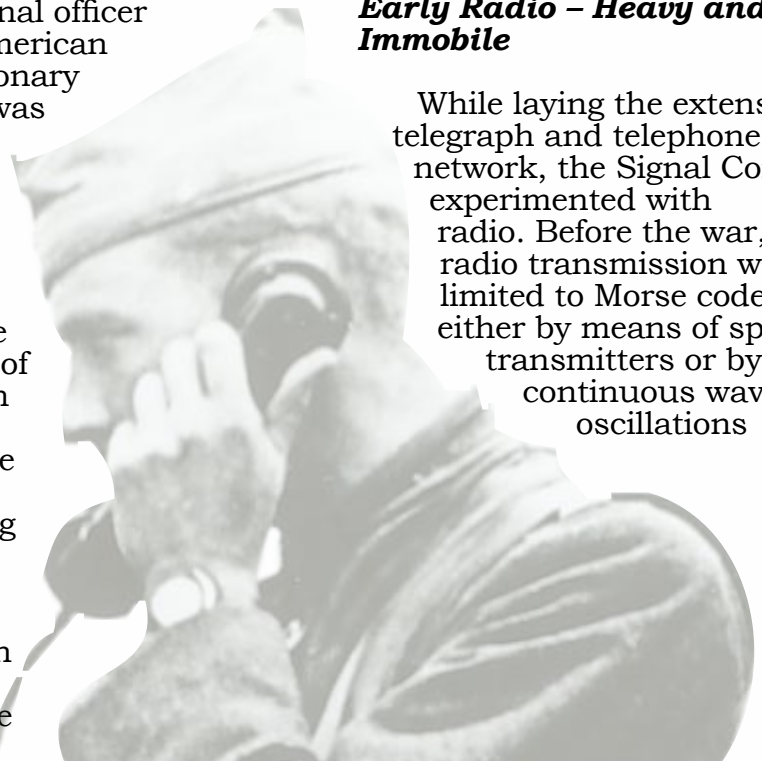 nal officer
nerican
onary
was
e
of
n
e
g
n
e
Early Radio – Heavy and
Immobile
While laying the extens
telegraph and telephone
network, the Signal Co
experimented with
radio. Before the war,
radio transmission w
limited to Morse code
either by means of sp
transmitters or by
continuous wav
oscillations